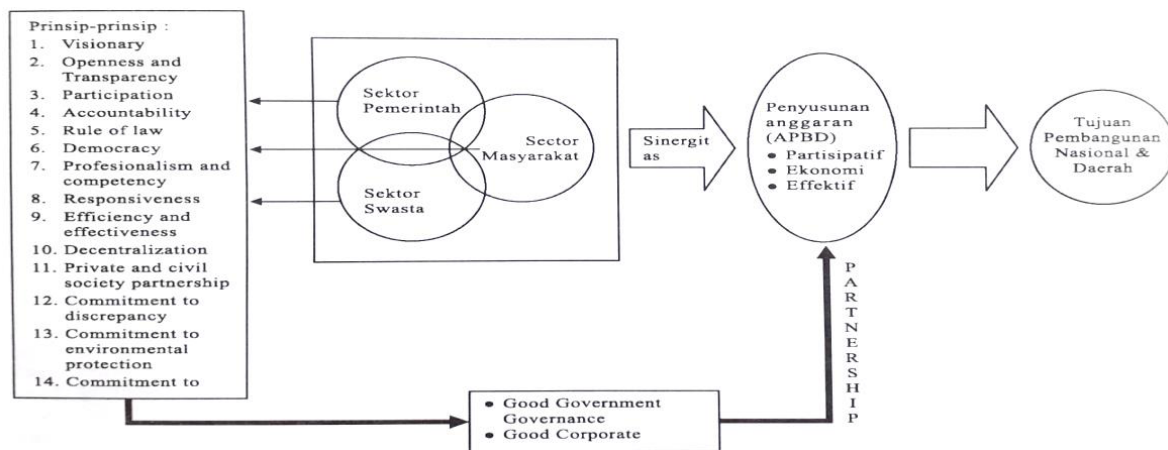 Prinsip-prinsip :
1. Visionary
2. Openness and
Transparency
3. Participation
4. Accountability
5. Rule of law
6. Democracy
7. Profesionalism and
competency
8. Responsiveness
9. Efficiency and
effectiveness
10. Decentralization
11. Private and civil
society partnership
12. Commitment to
discrepancy
13. Commitment to
environmental
protection
14. Commitment to
Sektor
Pemerintah
Sector
Masyarakat
Sektor
Swasta
Sinergit
as
Penyusunan
anggaran
(APBD)
• Partisipatif
• Ekonomi
• Effektif
Tujuan
Pembangunan
Nasional &
Daerah
PARTNERSHIP
• Good Government
Governance
• Good Corporate